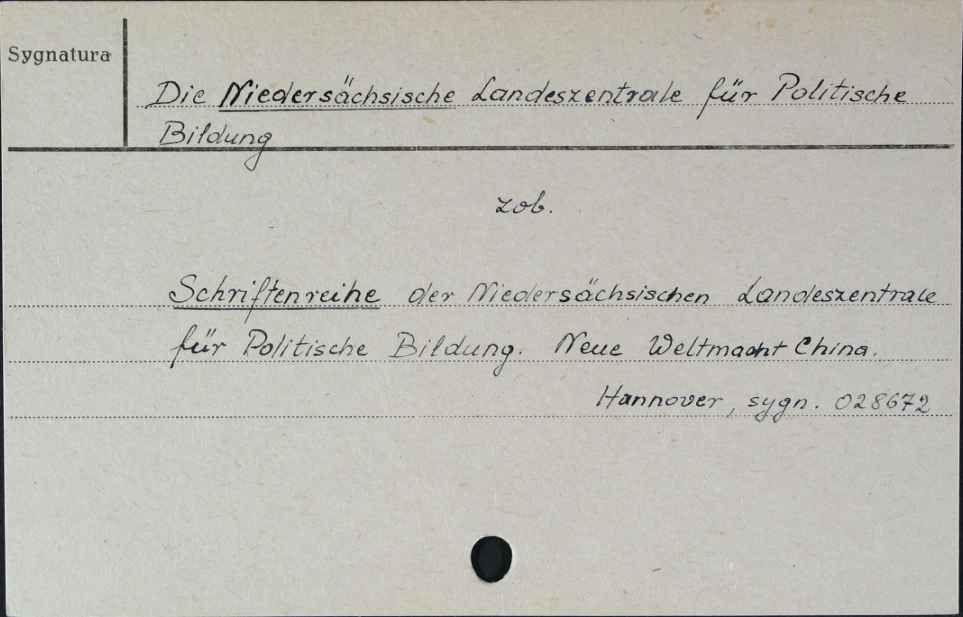 Sygnatura
Die Niedersächsische Landeszentrale für Politische
Bildung
zob.
Schriftenreihe der Niedersächsischen Landeszentrale
für Politische Bildung. Neue Weltmacht China.
Hannover, sygn. 028672